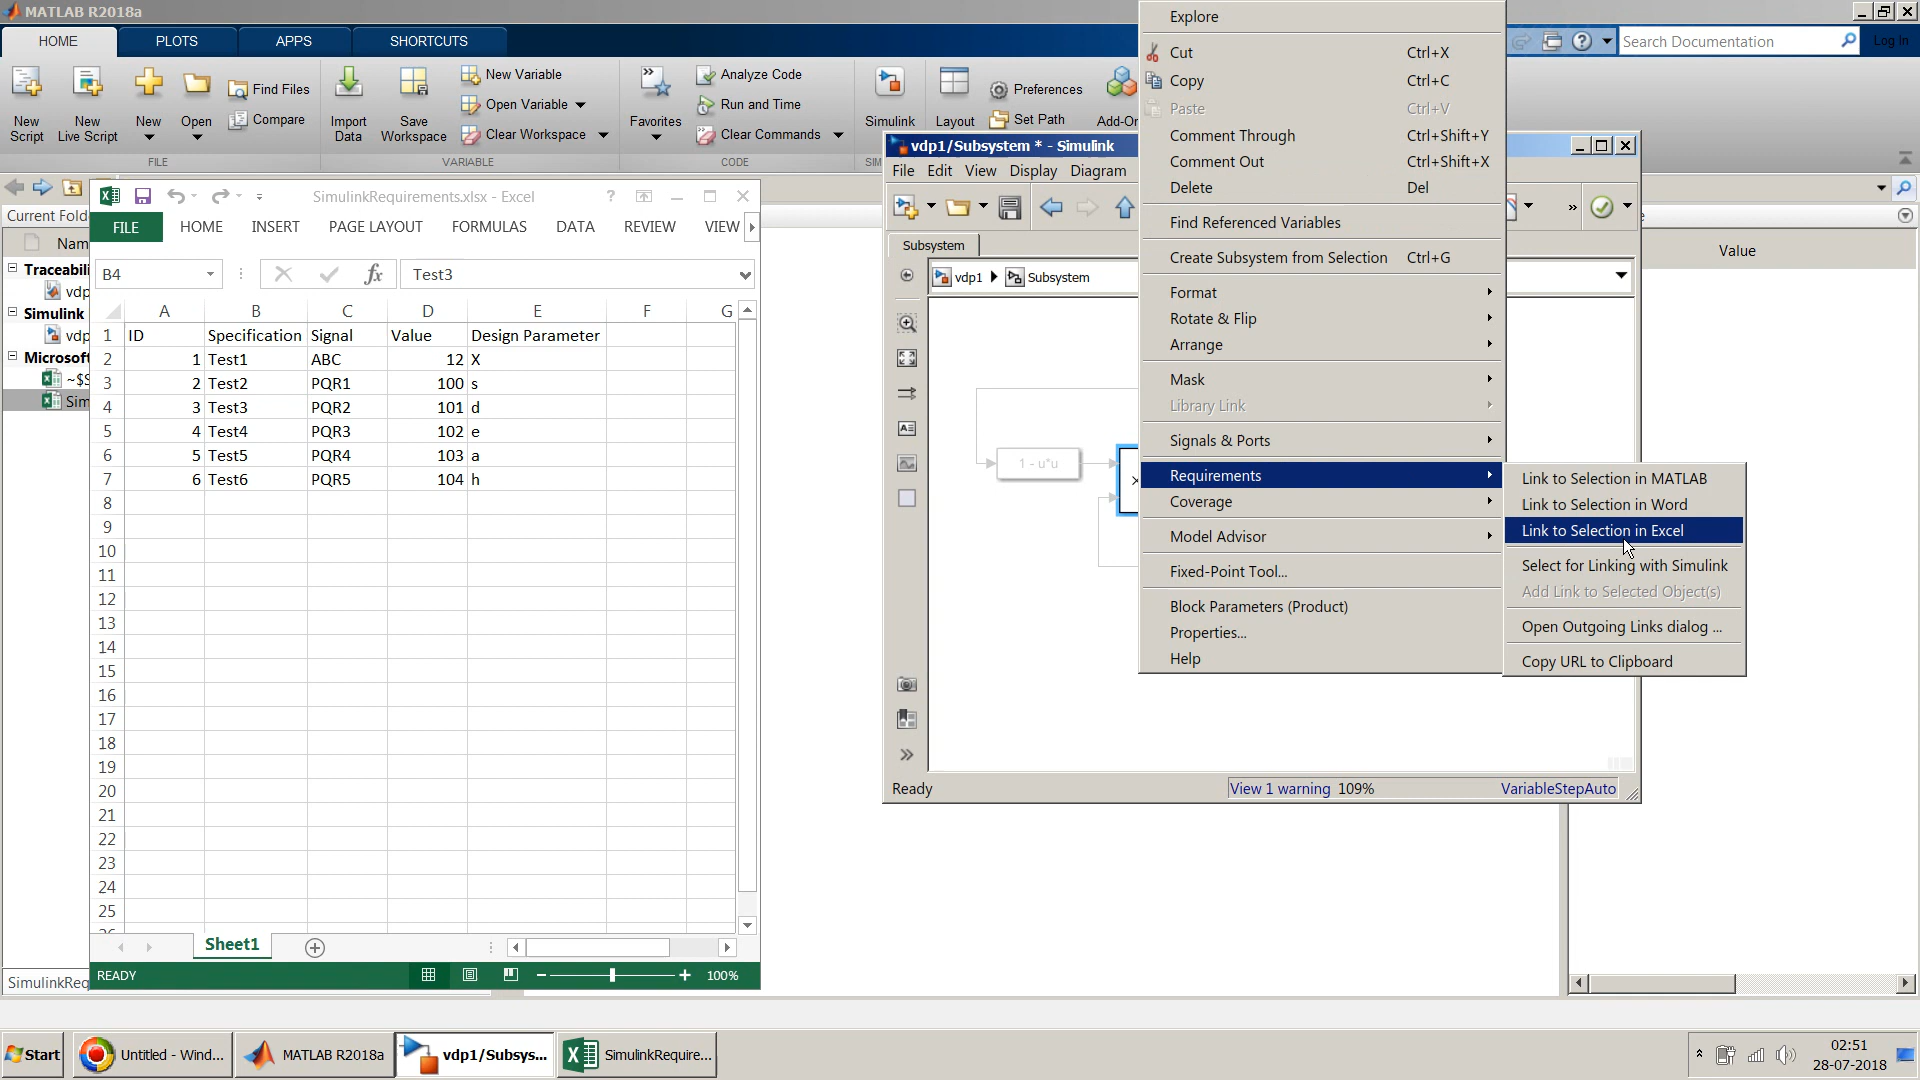 MATLAB R2018a
HOME PLOTS APPS SHORTCUTS
Search Documentation Log In
New Script
New Live Script
New
Open
Find Files
Compare
FILE
Import Data
Save Workspace
New Variable
Open Variable
Clear Workspace
VARIABLE
Favorites
Analyze Code
Run and Time
Clear Commands
CODE
Simulink
SIM
Layout
Preferences
Set Path
Add-Or
Current Fold
Nam
Traceabili
vdp
Simulink
vdp
Microsoft
~$S
Sim
SimulinkReq
Value
SimulinkRequirements.xlsx - Excel
FILE HOME INSERT PAGE LAYOUT FORMULAS DATA REVIEW VIEW
B4 fx Test3
A B C D E F G
1 ID Specification Signal Value Design Parameter
2 1 Test1 ABC 12 X
3 2 Test2 PQR1 100 s
4 3 Test3 PQR2 101 d
5 4 Test4 PQR3 102 e
6 5 Test5 PQR4 103 a
7 6 Test6 PQR5 104 h
8
9
10
11
12
13
14
15
16
17
18
19
20
21
22
23
24
25
26
Sheet1
READY 100%
vdp1/Subsystem * - Simulink
File Edit View Display Diagram
Subsystem
vdp1 Subsystem
1 - u*u
×
Ready View 1 warning 109% VariableStepAuto
Explore
Cut Ctrl+X
Copy Ctrl+C
Paste Ctrl+V
Comment Through Ctrl+Shift+Y
Comment Out Ctrl+Shift+X
Delete Del
Find Referenced Variables
Create Subsystem from Selection Ctrl+G
Format
Rotate & Flip
Arrange
Mask
Library Link
Signals & Ports
Requirements
Coverage
Model Advisor
Fixed-Point Tool...
Block Parameters (Product)
Properties...
Help
Link to Selection in MATLAB
Link to Selection in Word
Link to Selection in Excel
Select for Linking with Simulink
Add Link to Selected Object(s)
Open Outgoing Links dialog ...
Copy URL to Clipboard
Start Untitled - Wind... MATLAB R2018a vdp1/Subsys... SimulinkRequire...
02:51
28-07-2018